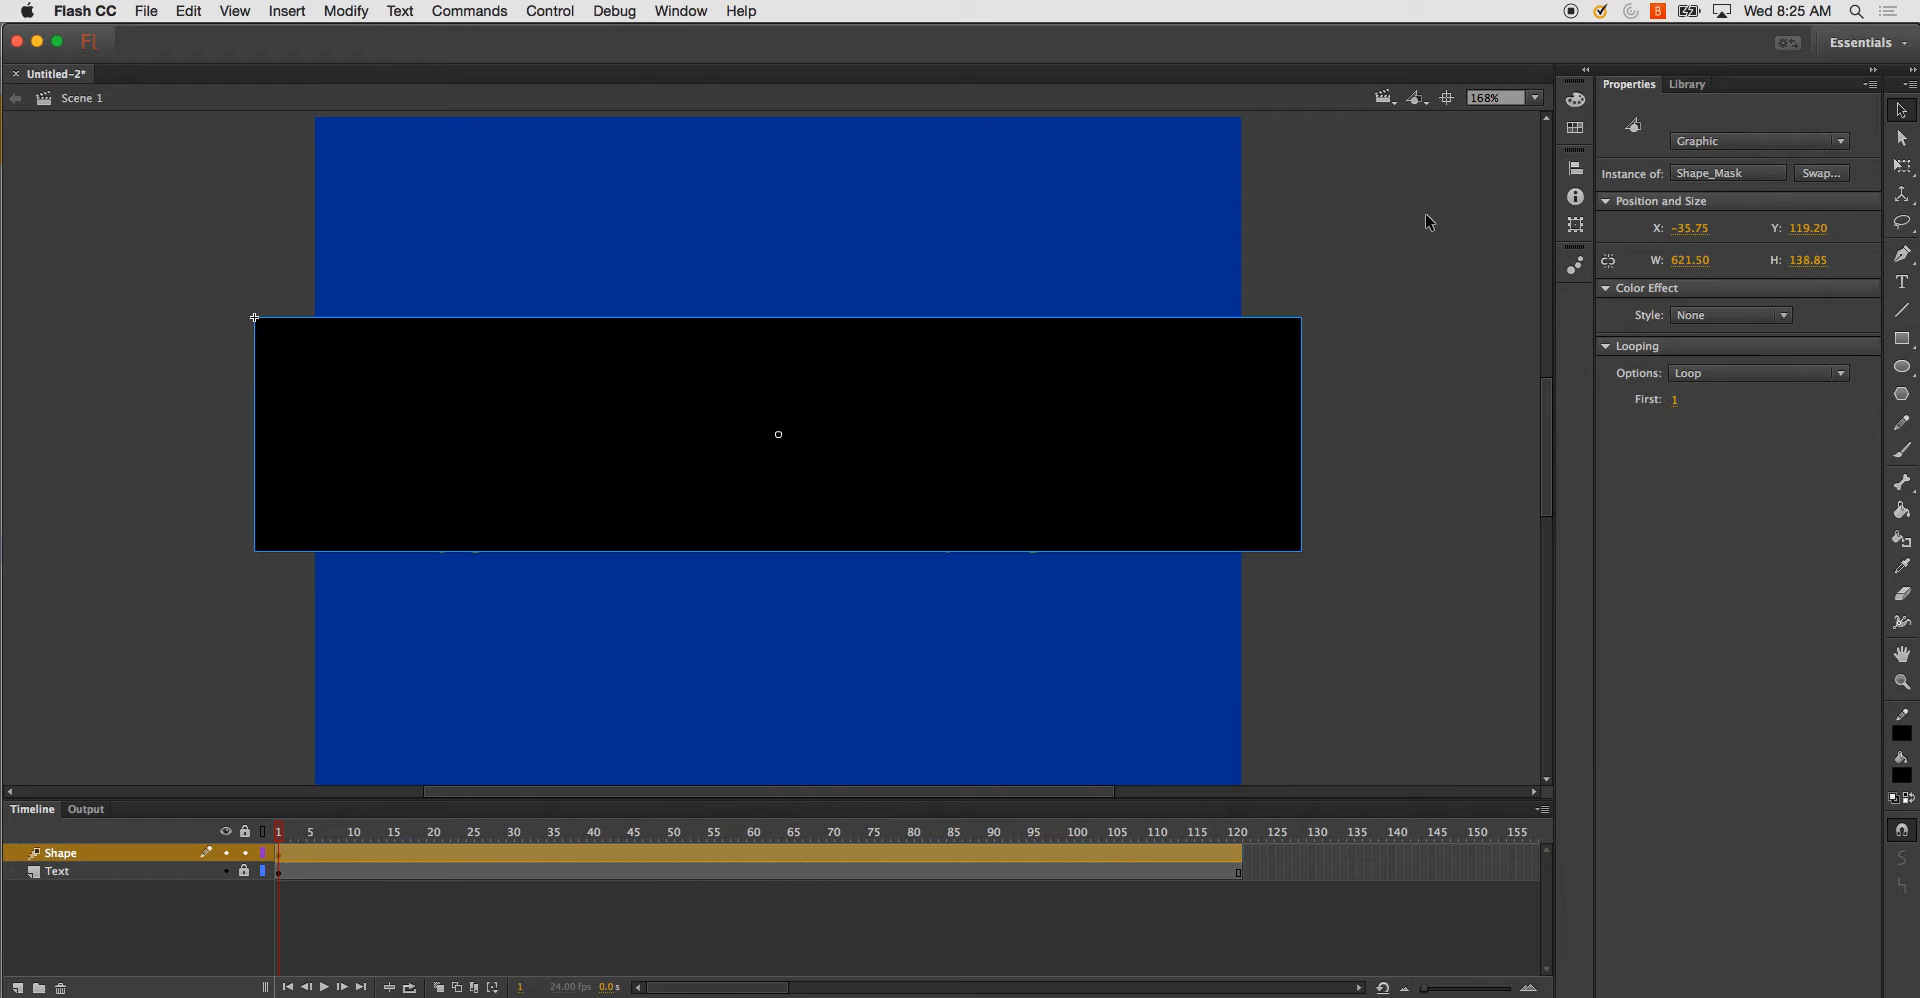 Flash CC File Edit View Insert Modify Text Commands Control Debug Window Help B Wed 8:25 AM
Fl Essentials
× Untitled-2*
Scene 1 168%
Properties Library
Graphic
Instance of: Shape_Mask Swap...
Position and Size
X: -35.75 Y: 119.20
W: 621.50 H: 138.85
Color Effect
Style: None
Looping
Options: Loop
First: 1
T
Timeline Output
1 5 10 15 20 25 30 35 40 45 50 55 60 65 70 75 80 85 90 95 100 105 110 115 120 125 130 135 140 145 150 155
Shape
Text
1 24.00 fps 0.0 s